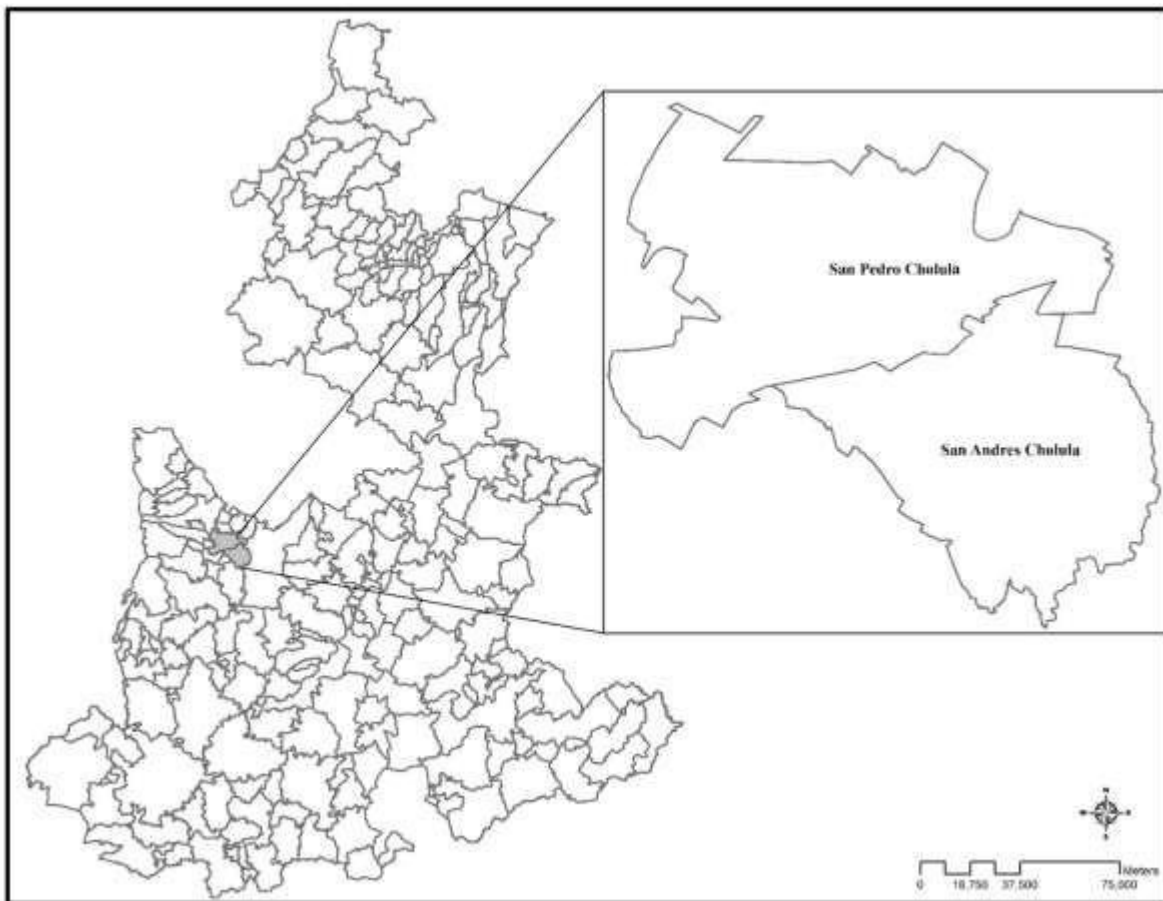 San Pedro Cholula
San Andres Cholula
N
W
E
S
Meters
0 18,750 37,500 75,000